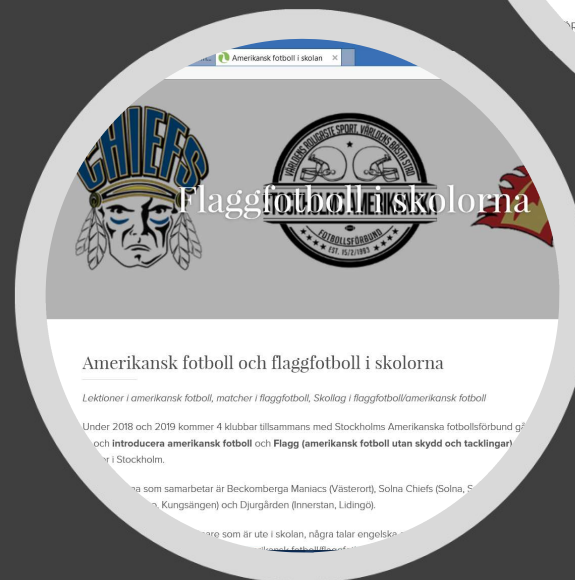 Amerikansk fotboll i skolan ×
CHIEFS
VÄRLDENS ROLIGASTE SPORT. VÄRLDENS BÄSTA STAD
Flaggfotboll i skolorna
FOTBOLLSFÖRBUND
EST. 15/2/1983
Amerikansk fotboll och flaggfotboll i skolorna
Lektioner i amerikansk fotboll, matcher i flaggfotboll, Skollag i flaggfotboll/amerikansk fotboll
Under 2018 och 2019 kommer 4 klubbar tillsammans med Stockholms Amerikanska fotbollsförbund gå
och introducera amerikansk fotboll och Flagg (amerikansk fotboll utan skydd och tacklingar)
i Stockholm.
som samarbetar är Beckomberga Maniacs (Västerort), Solna Chiefs (Solna,
Kungsängen) och Djurgården (Innerstan, Lidingö).
som är ute i skolan, några talar engelska